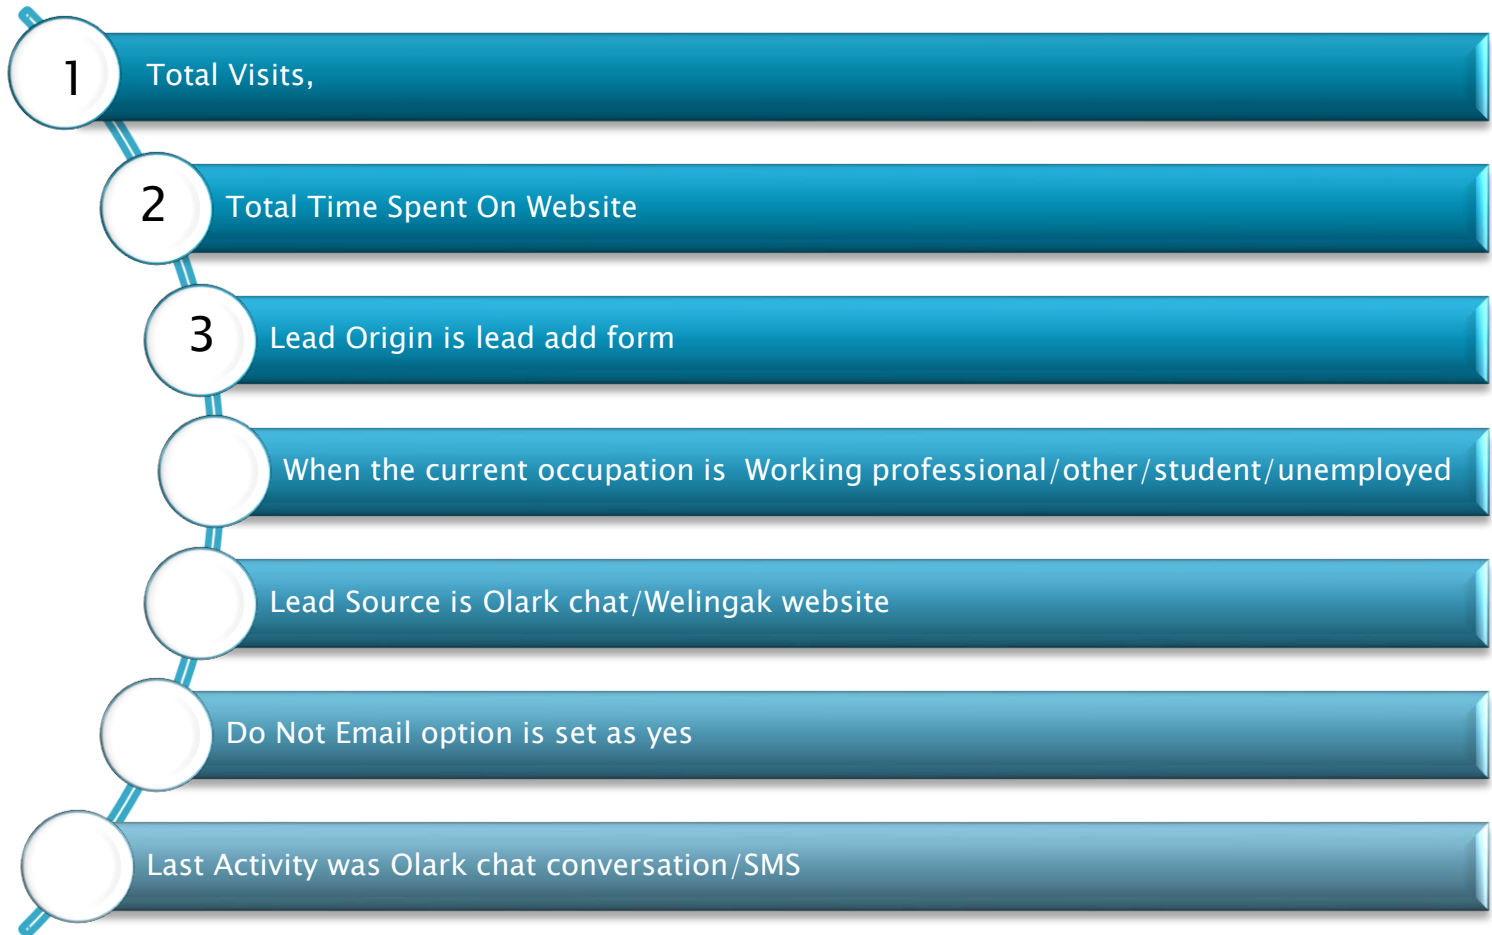 1 Total Visits,
2 Total Time Spent On Website
3 Lead Origin is lead add form
When the current occupation is  Working professional/other/student/unemployed
Lead Source is Olark chat/Welingak website
Do Not Email option is set as yes
Last Activity was Olark chat conversation/SMS